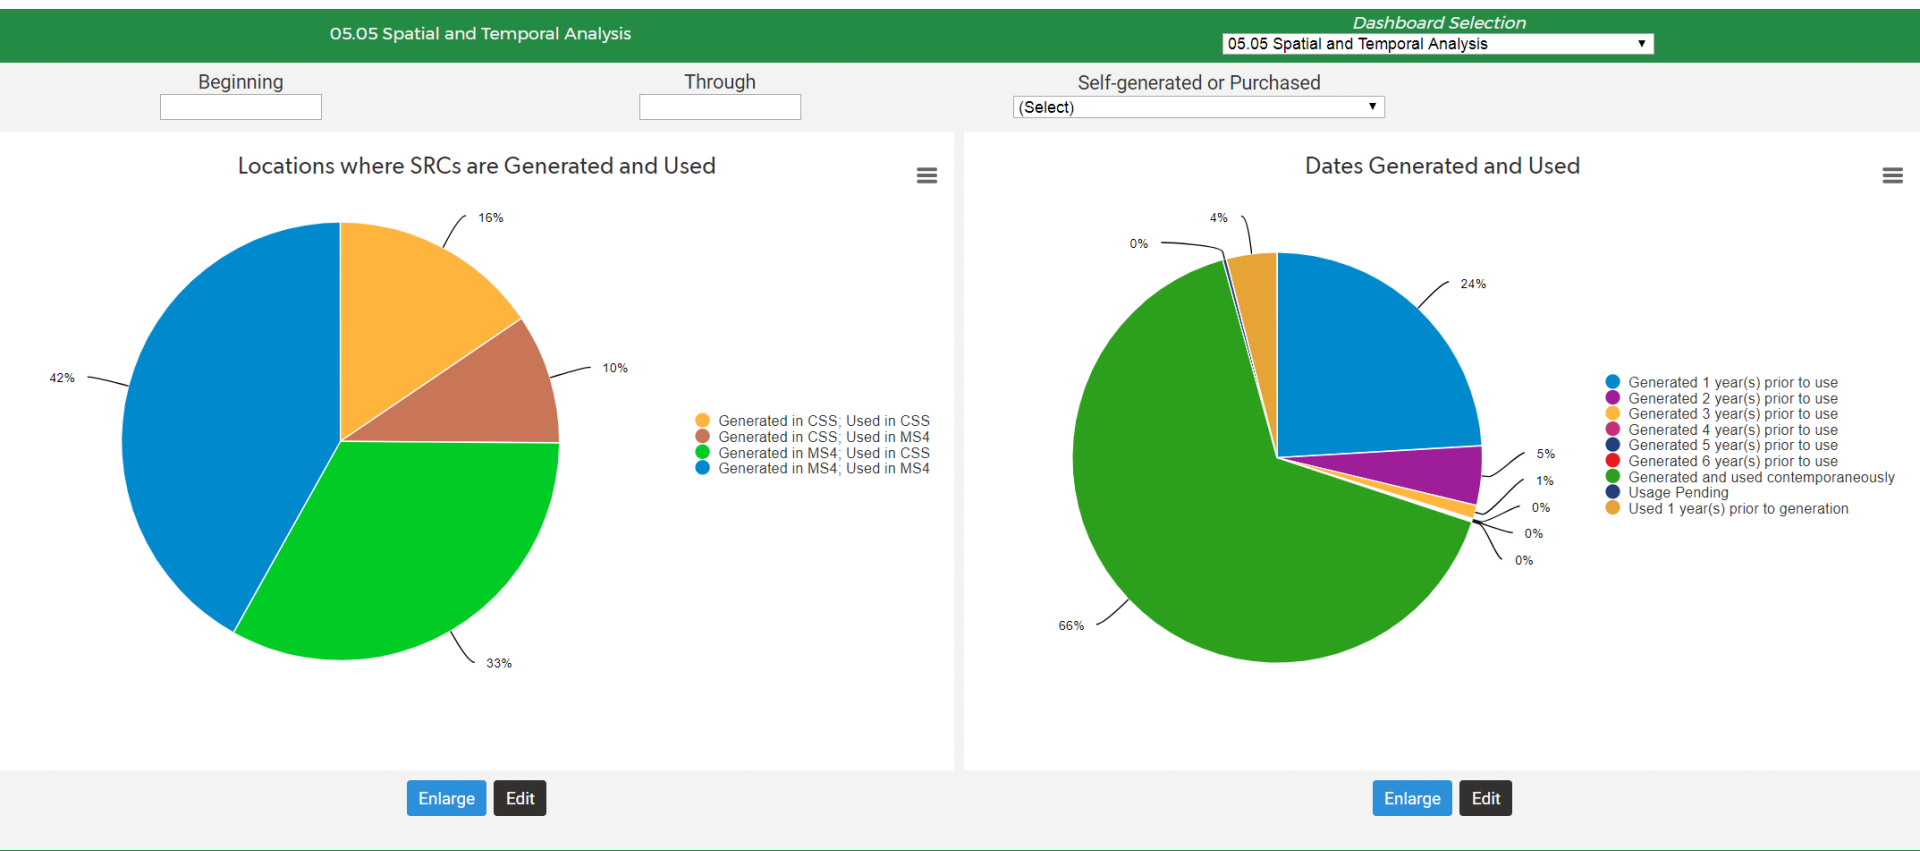 05.05 Spatial and Temporal Analysis
Dashboard Selection
05.05 Spatial and Temporal Analysis
Beginning
Through
Self-generated or Purchased
(Select)
Locations where SRCs are Generated and Used
16%
10%
42%
33%
Generated in CSS; Used in CSS
Generated in CSS; Used in MS4
Generated in MS4; Used in CSS
Generated in MS4; Used in MS4
Enlarge
Edit
Dates Generated and Used
4%
0%
24%
5%
1%
0%
0%
0%
66%
Generated 1 year(s) prior to use
Generated 2 year(s) prior to use
Generated 3 year(s) prior to use
Generated 4 year(s) prior to use
Generated 5 year(s) prior to use
Generated 6 year(s) prior to use
Generated and used contemporaneously
Usage Pending
Used 1 year(s) prior to generation
Enlarge
Edit